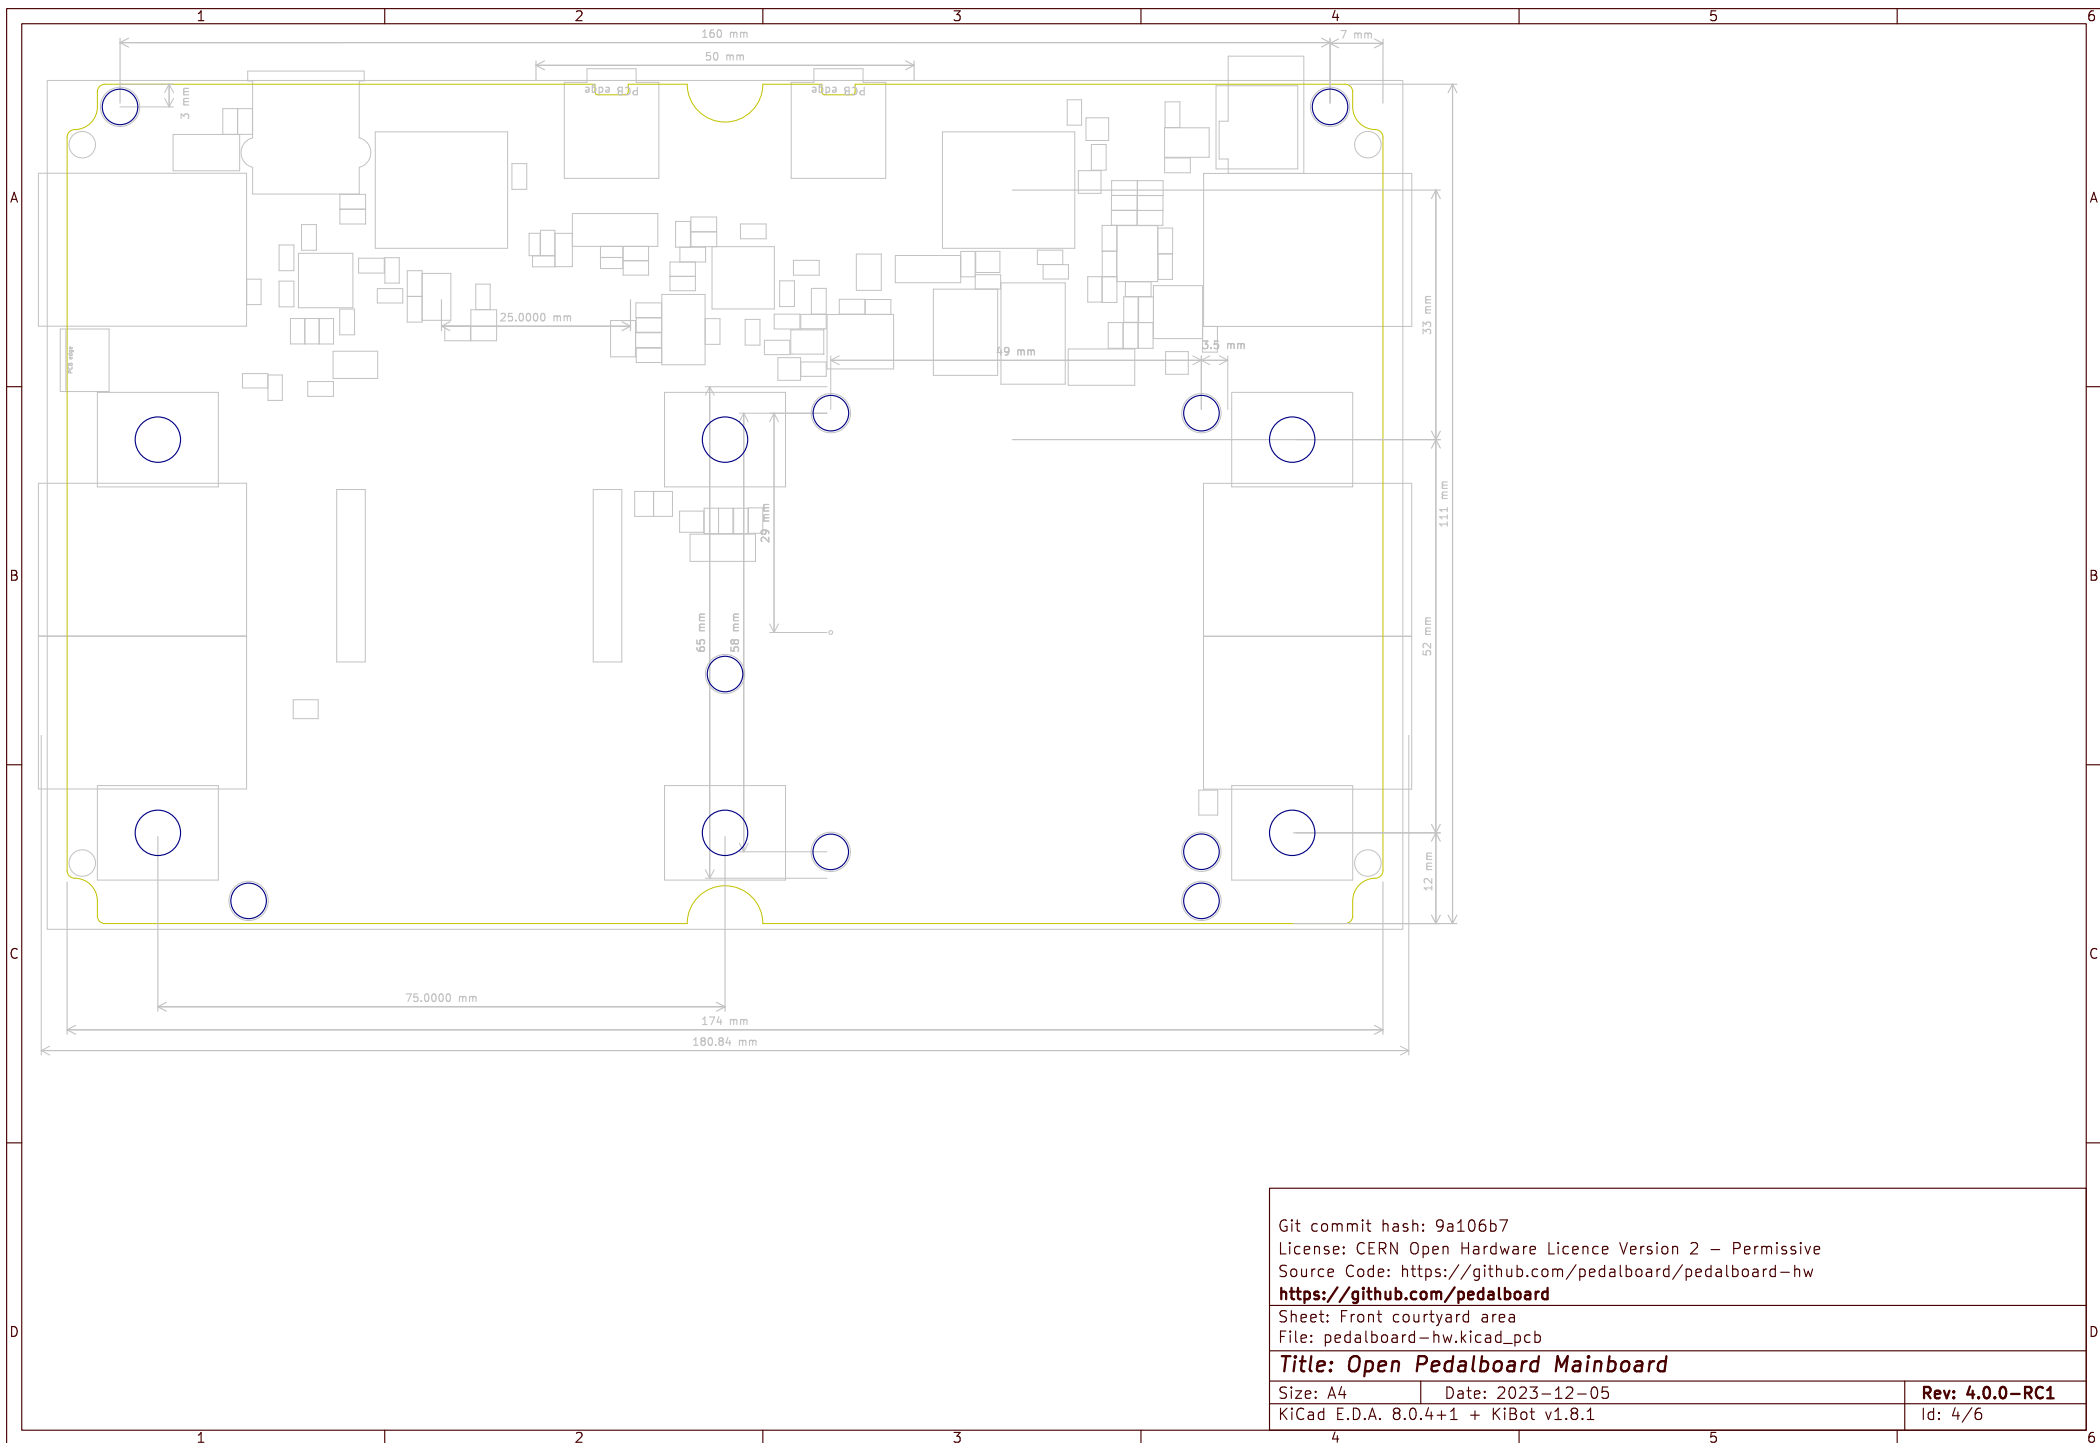 1 2 3 4 5 6
160 mm
7 mm
50 mm
3 mm
PCB edge
PCB edge
A A
25.0000 mm
33 mm
49 mm
3.5 mm
PCB edge
111 mm
29 mm
B B
65 mm
58 mm
52 mm
12 mm
C C
75.0000 mm
174 mm
180.84 mm
Git commit hash: 9a106b7
License: CERN Open Hardware Licence Version 2 - Permissive
Source Code: https://github.com/pedalboard/pedalboard-hw
https://github.com/pedalboard
Sheet: Front courtyard area
D D
File: pedalboard-hw.kicad_pcb
Title: Open Pedalboard Mainboard
Size: A4 Date: 2023-12-05 Rev: 4.0.0-RC1
KiCad E.D.A. 8.0.4+1 + KiBot v1.8.1 Id: 4/6
1 2 3 4 5 6